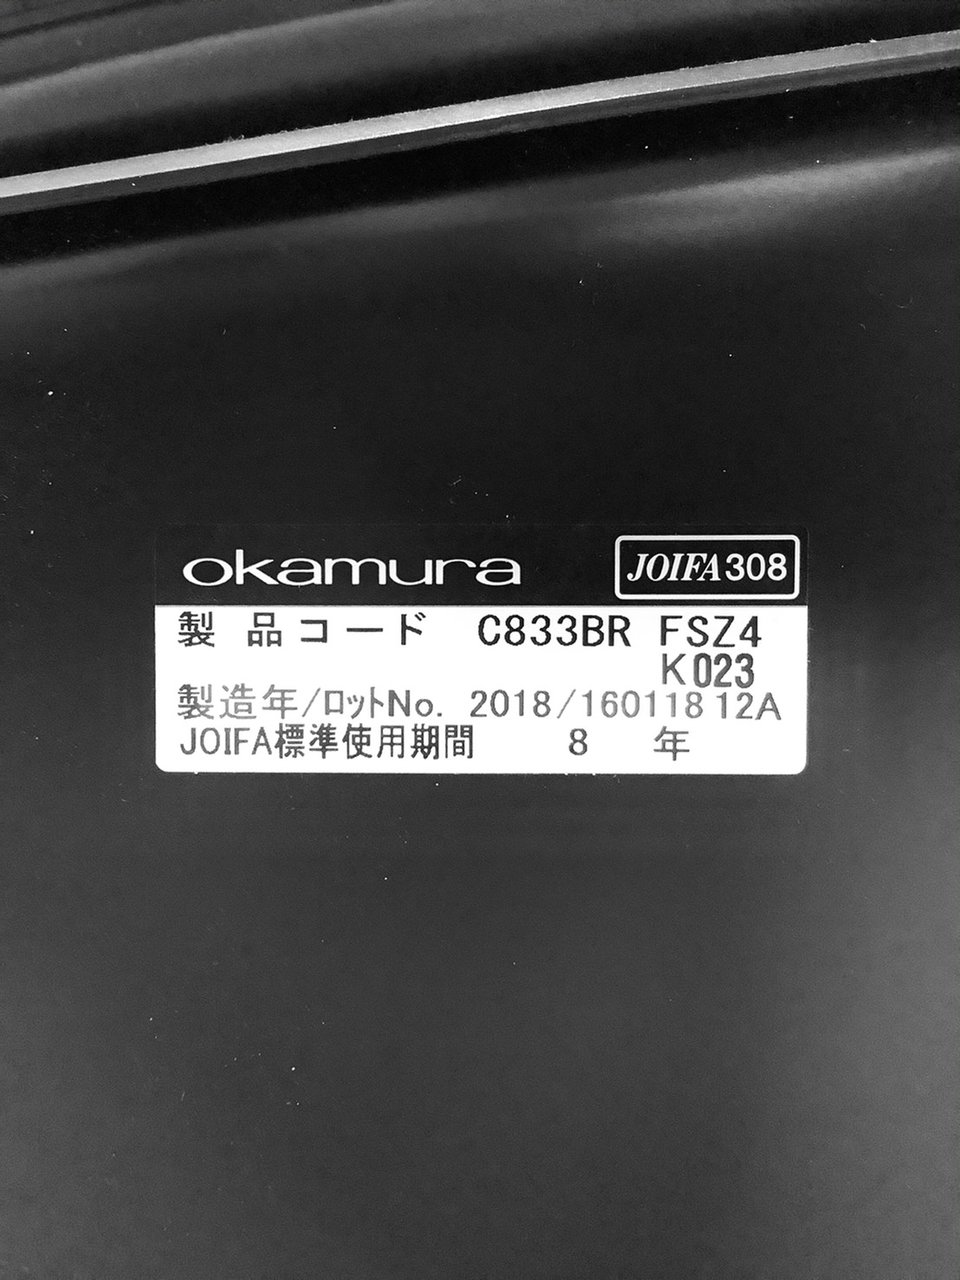 okamura JOIFA308
製品コード C833BR FSZ4
K023
製造年/ロットNo. 2018/160118 12A
JOIFA標準使用期間 8 年